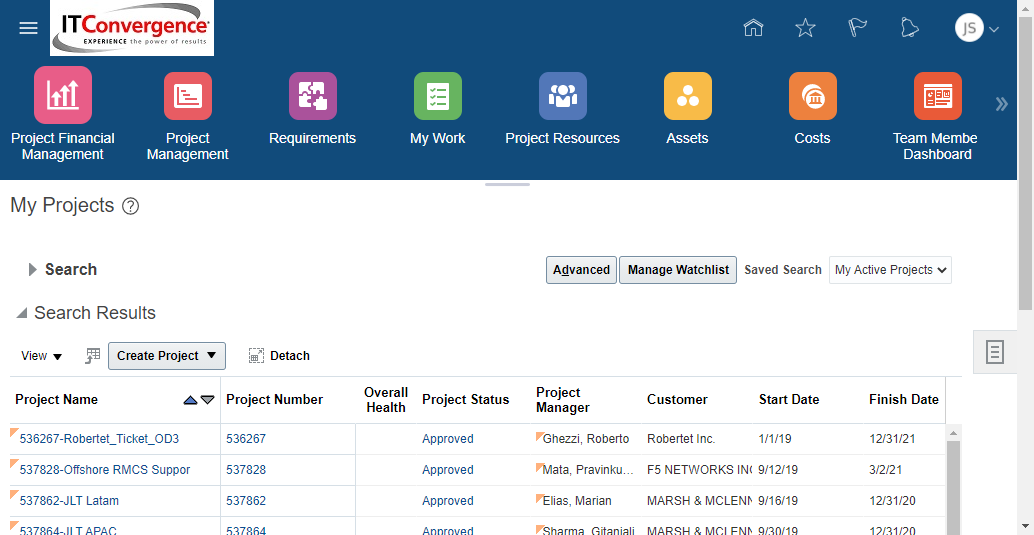 ITConvergence®
EXPERIENCE the power of results
JS
Project Financial Management
Project Management
Requirements
My Work
Project Resources
Assets
Costs
Team Membe Dashboard
My Projects
Search
Advanced
Manage Watchlist
Saved Search
My Active Projects
Search Results
View
Create Project
Detach
Project Name Project Number Overall Health Project Status Project Manager Customer Start Date Finish Date
536267-Robertet_Ticket_OD3 536267 Approved Ghezzi, Roberto Robertet Inc. 1/1/19 12/31/21
537828-Offshore RMCS Suppor 537828 Approved Mata, Pravinku... F5 NETWORKS INC 9/12/19 3/2/21
537862-JLT Latam 537862 Approved Elias, Marian MARSH & MCLENN 9/16/19 12/31/20
537864-JLT APAC 537864 Approved Sharma, Gitanjali MARSH & MCLENN 9/30/19 12/31/20